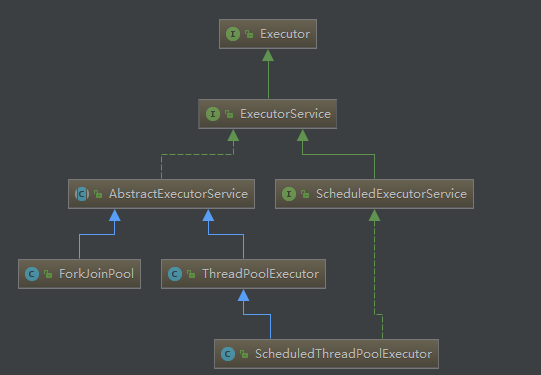 I Executor
I ExecutorService
C AbstractExecutorService
I ScheduledExecutorService
C ForkJoinPool
C ThreadPoolExecutor
C ScheduledThreadPoolExecutor